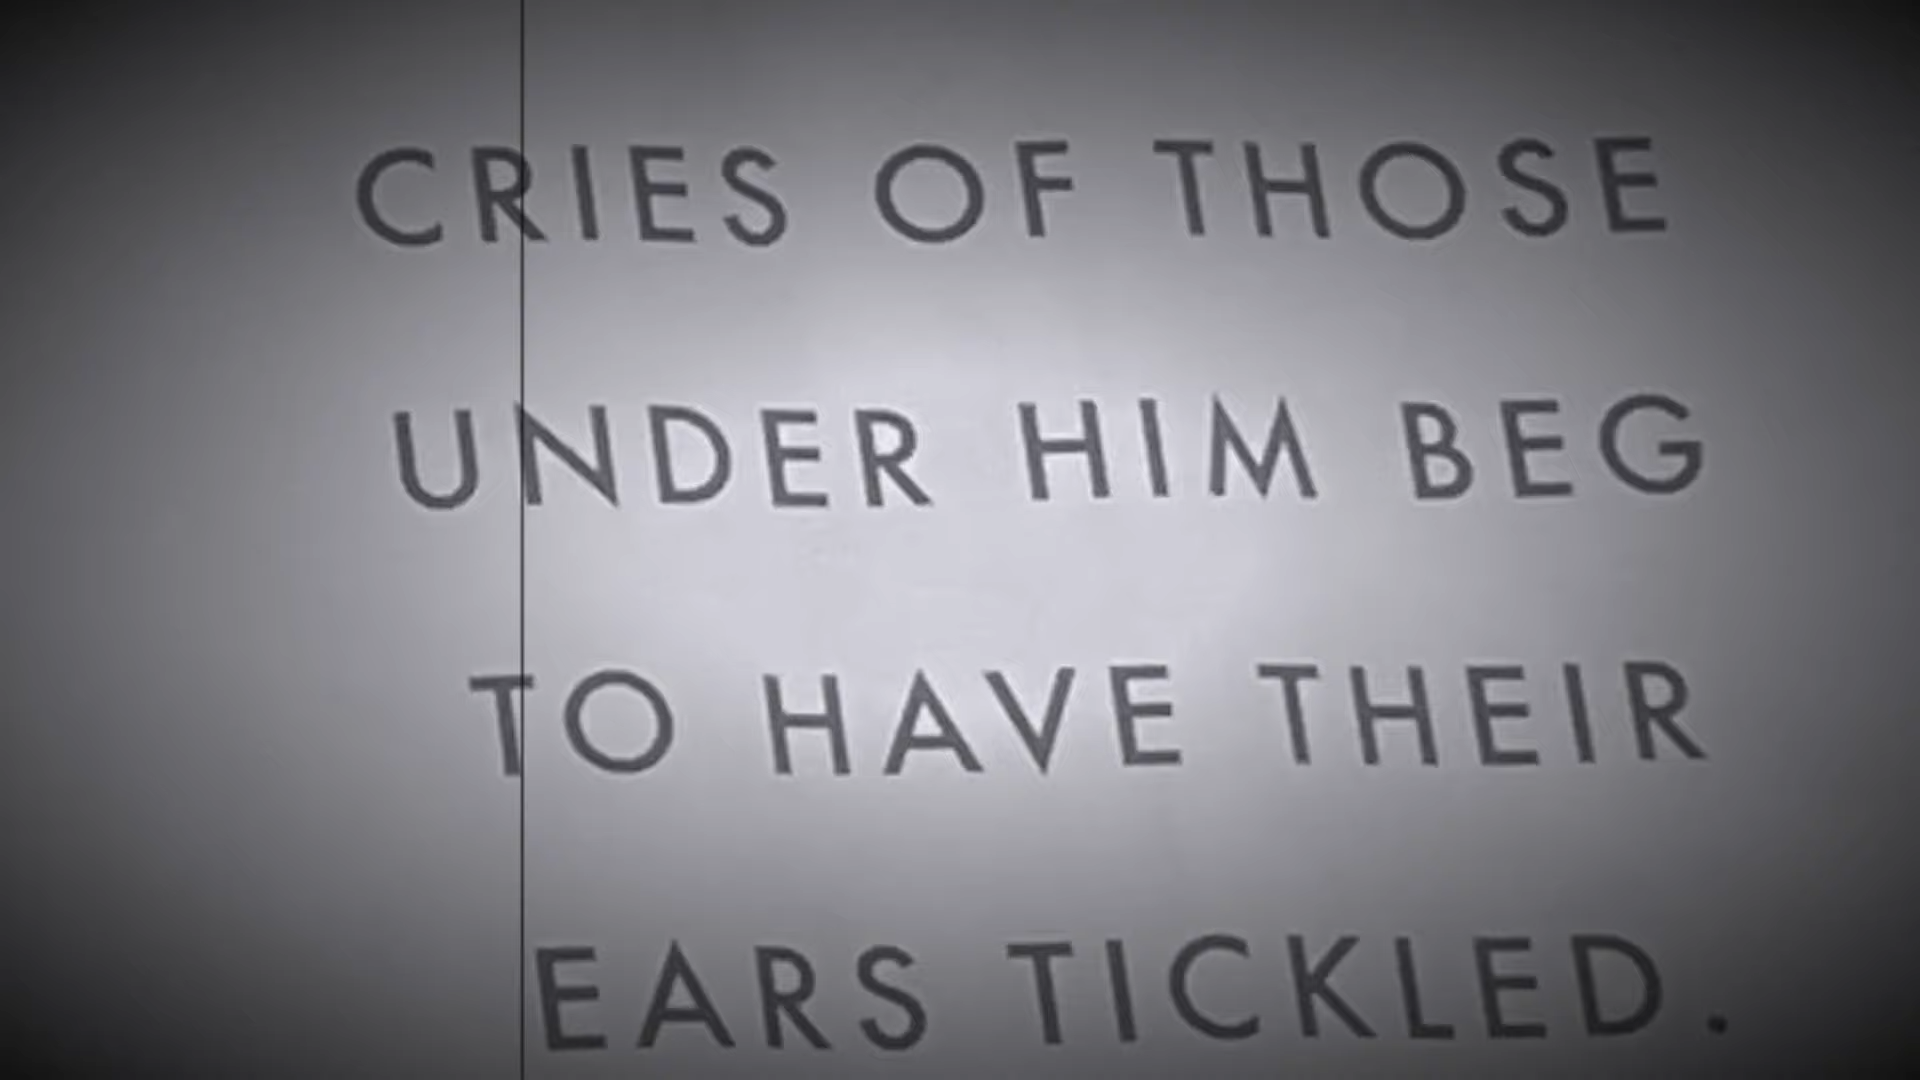 CRIES OF THOSE
UNDER HIM BEG
TO HAVE THEIR
EARS TICKLED.